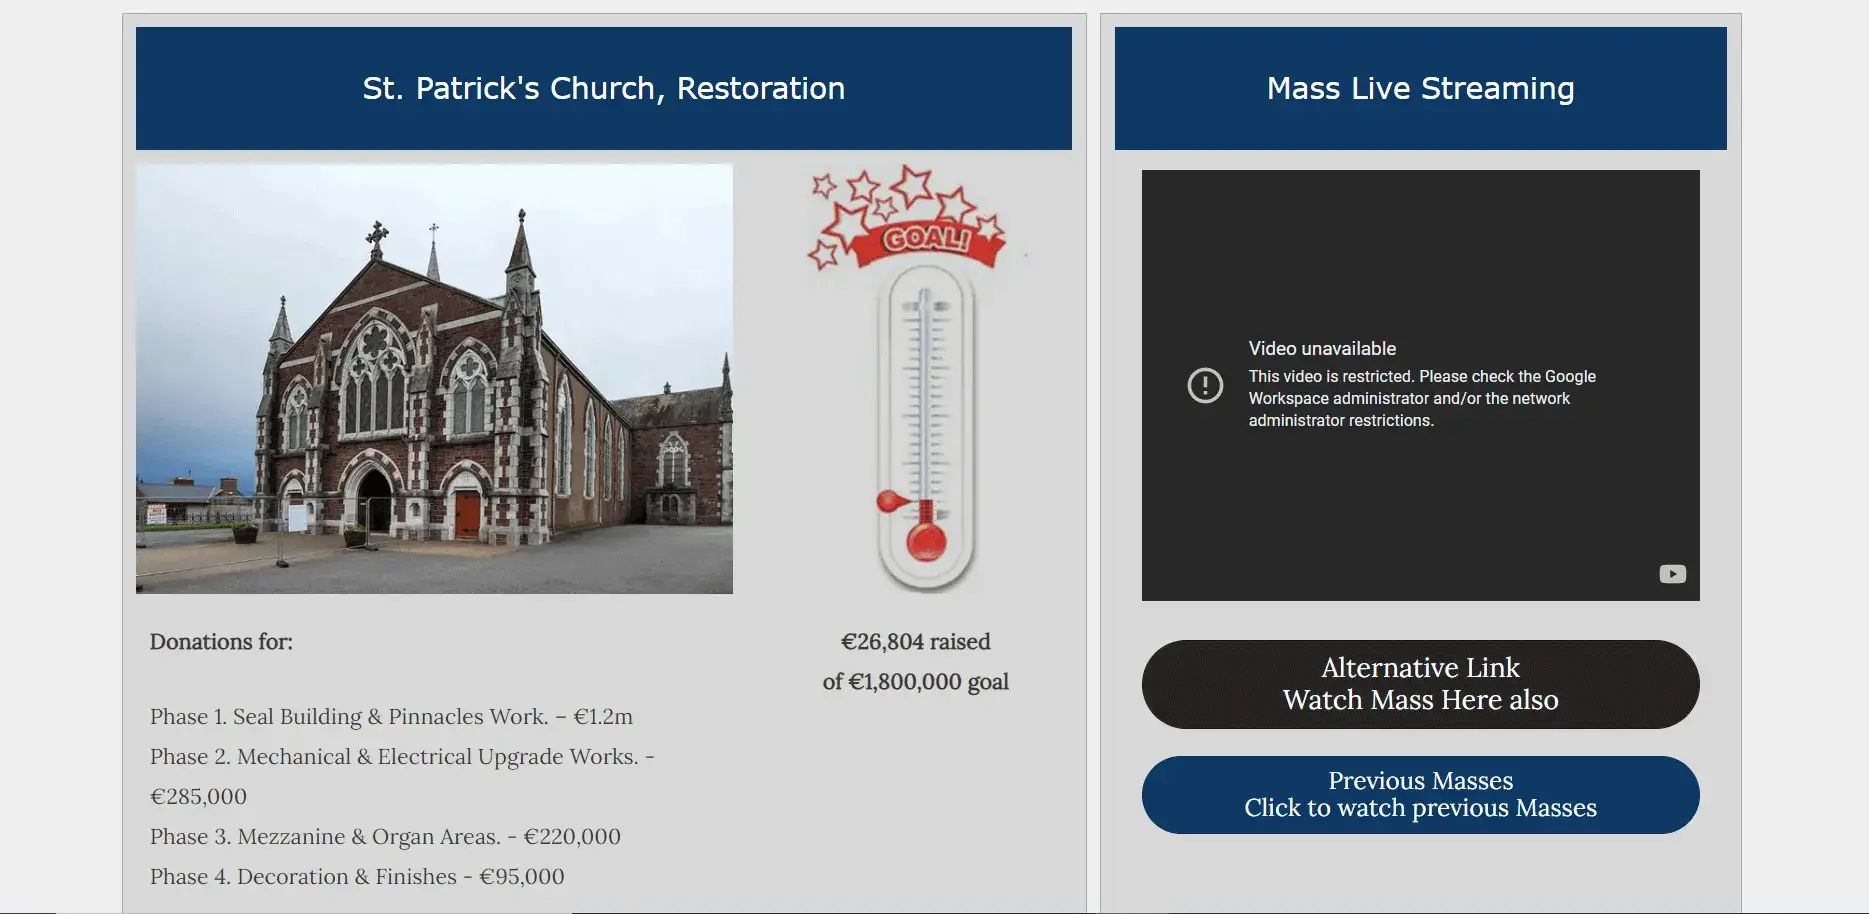 St. Patrick's Church, Restoration
GOAL!
Donations for:
Phase 1. Seal Building & Pinnacles Work. – €1.2m
Phase 2. Mechanical & Electrical Upgrade Works. -
€285,000
Phase 3. Mezzanine & Organ Areas. - €220,000
Phase 4. Decoration & Finishes - €95,000
€26,804 raised
of €1,800,000 goal
Mass Live Streaming
Video unavailable
This video is restricted. Please check the Google
Workspace administrator and/or the network
administrator restrictions.
Alternative Link
Watch Mass Here also
Previous Masses
Click to watch previous Masses